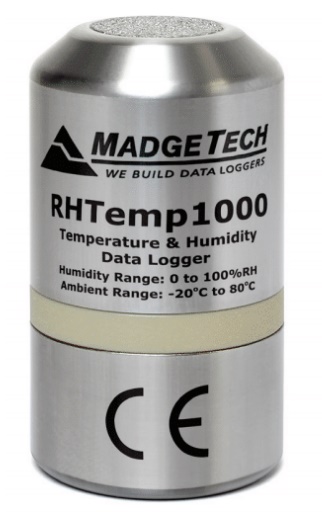 MADGETECH
WE BUILD DATA LOGGERS
RHTemp1000
Temperature & Humidity
Data Logger
Humidity Range: 0 to 100%RH
Ambient Range: -20°C to 80°C
CE